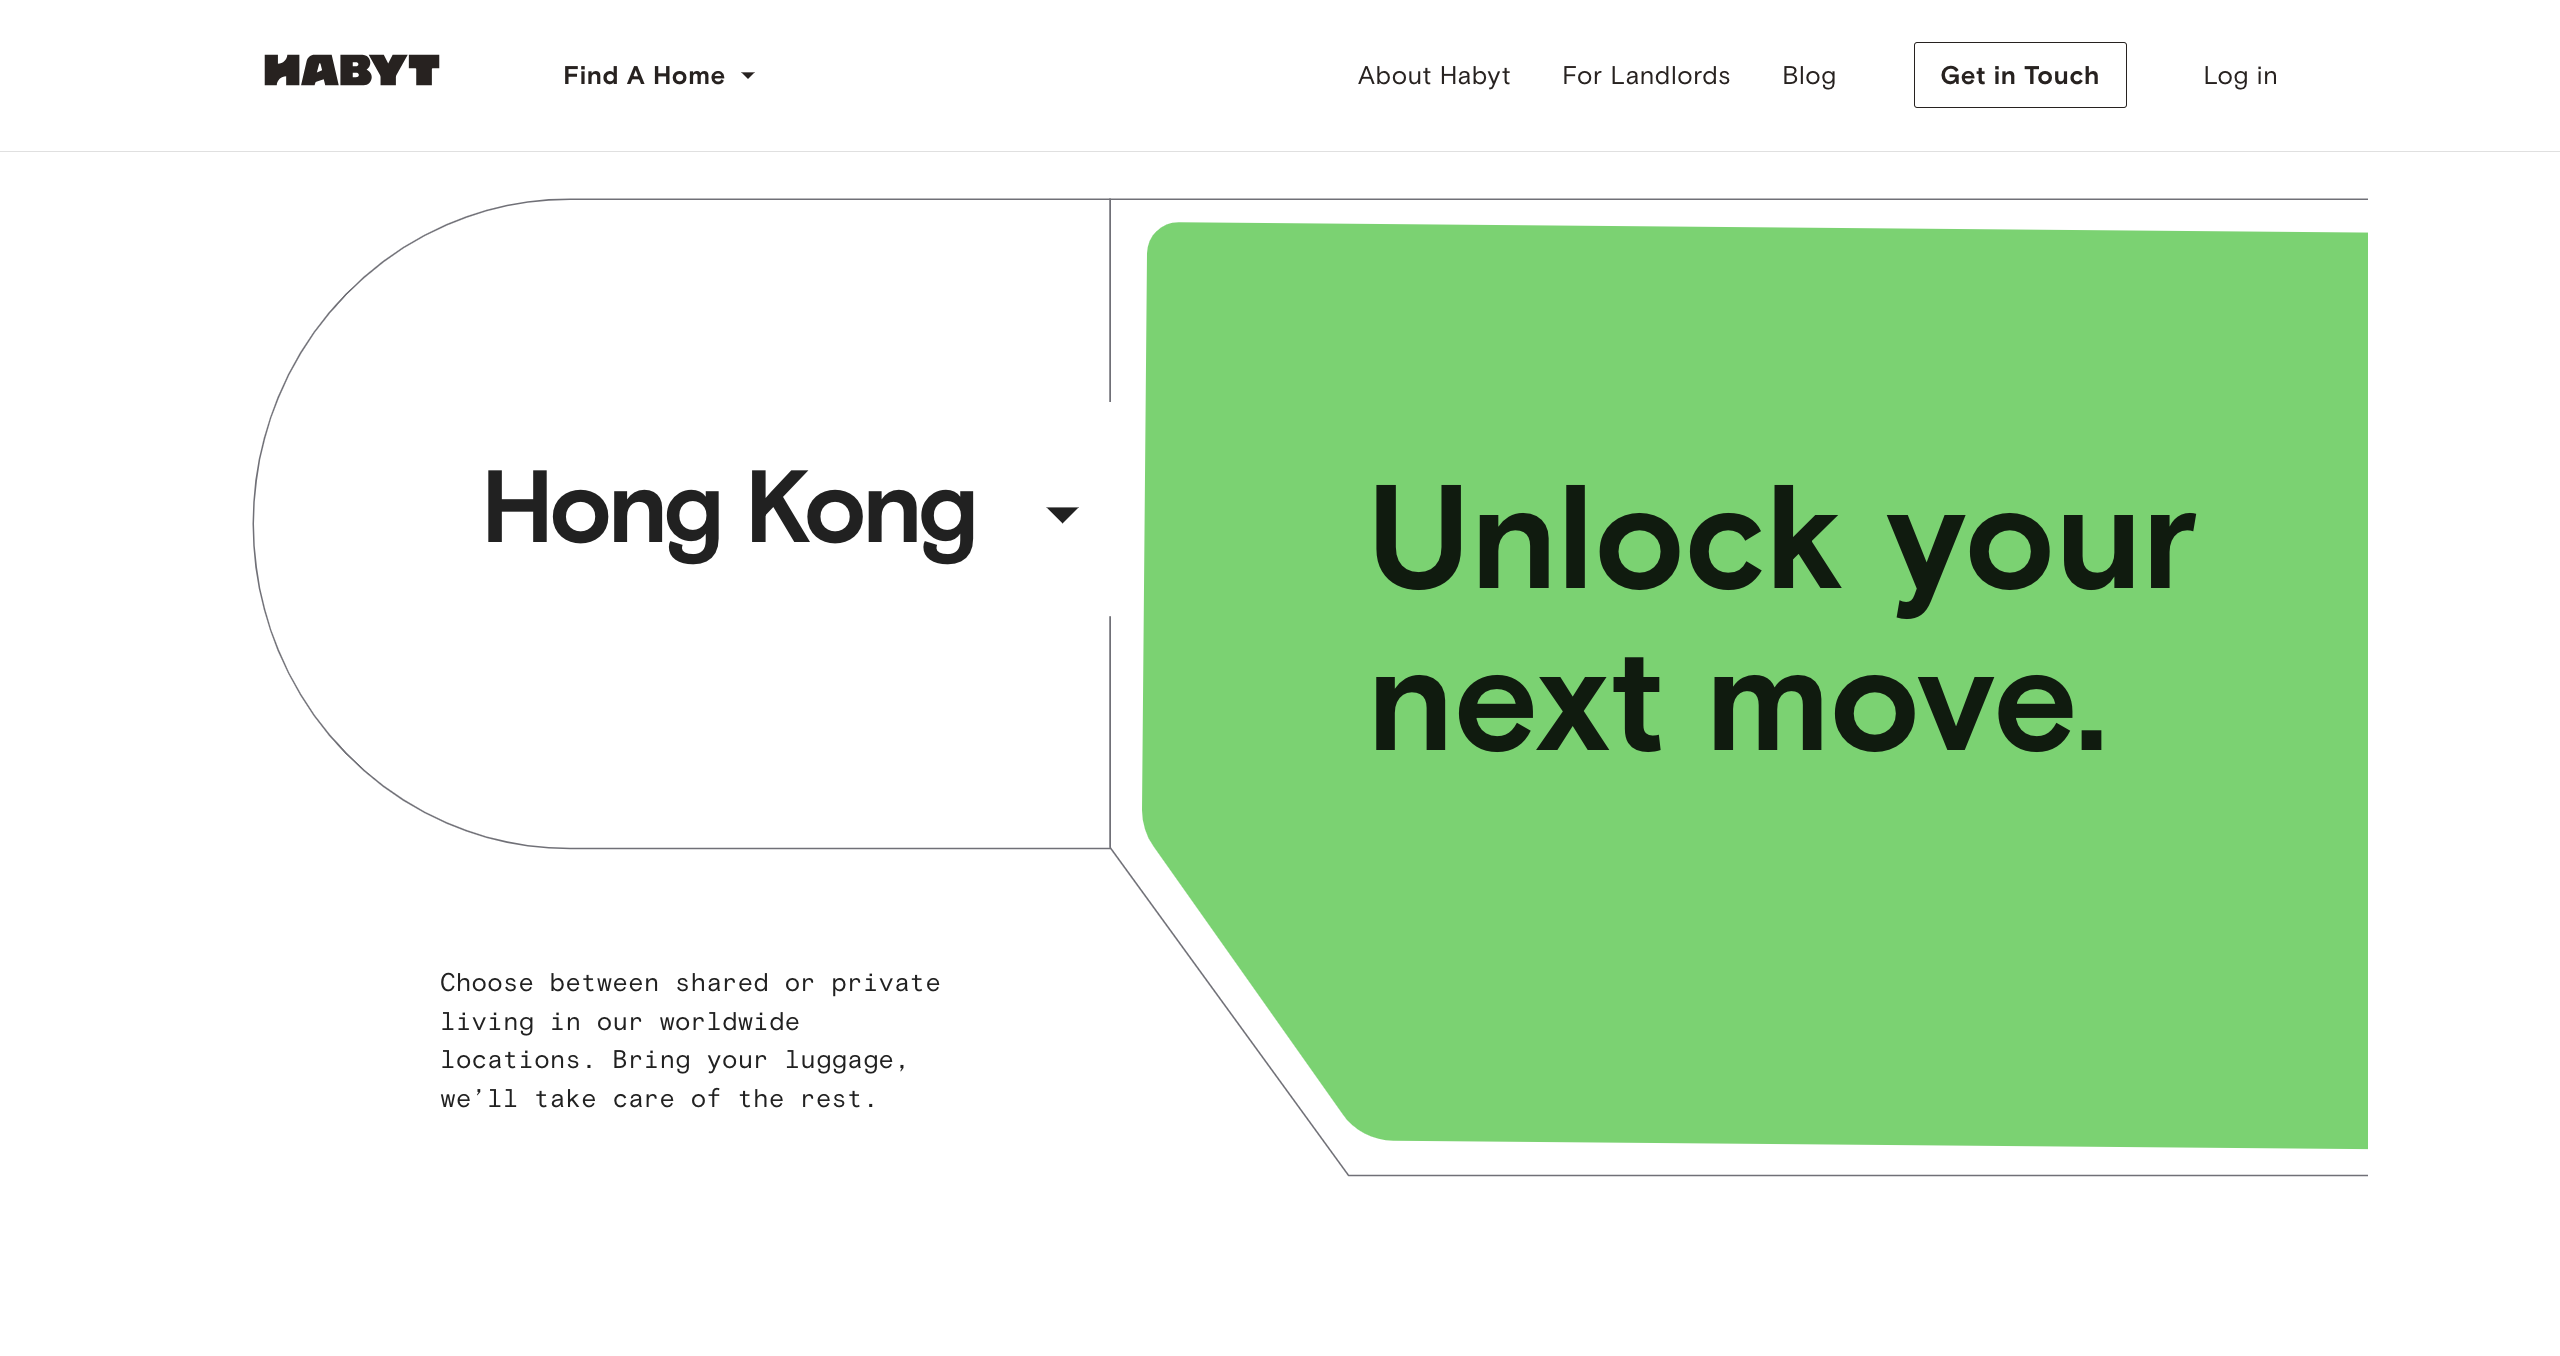 HABYT
Find A Home
About Habyt
For Landlords
Blog
Get in Touch
Log in
Hong Kong
Unlock your
next move.
Choose between shared or private
living in our worldwide
locations. Bring your luggage,
we’ll take care of the rest.